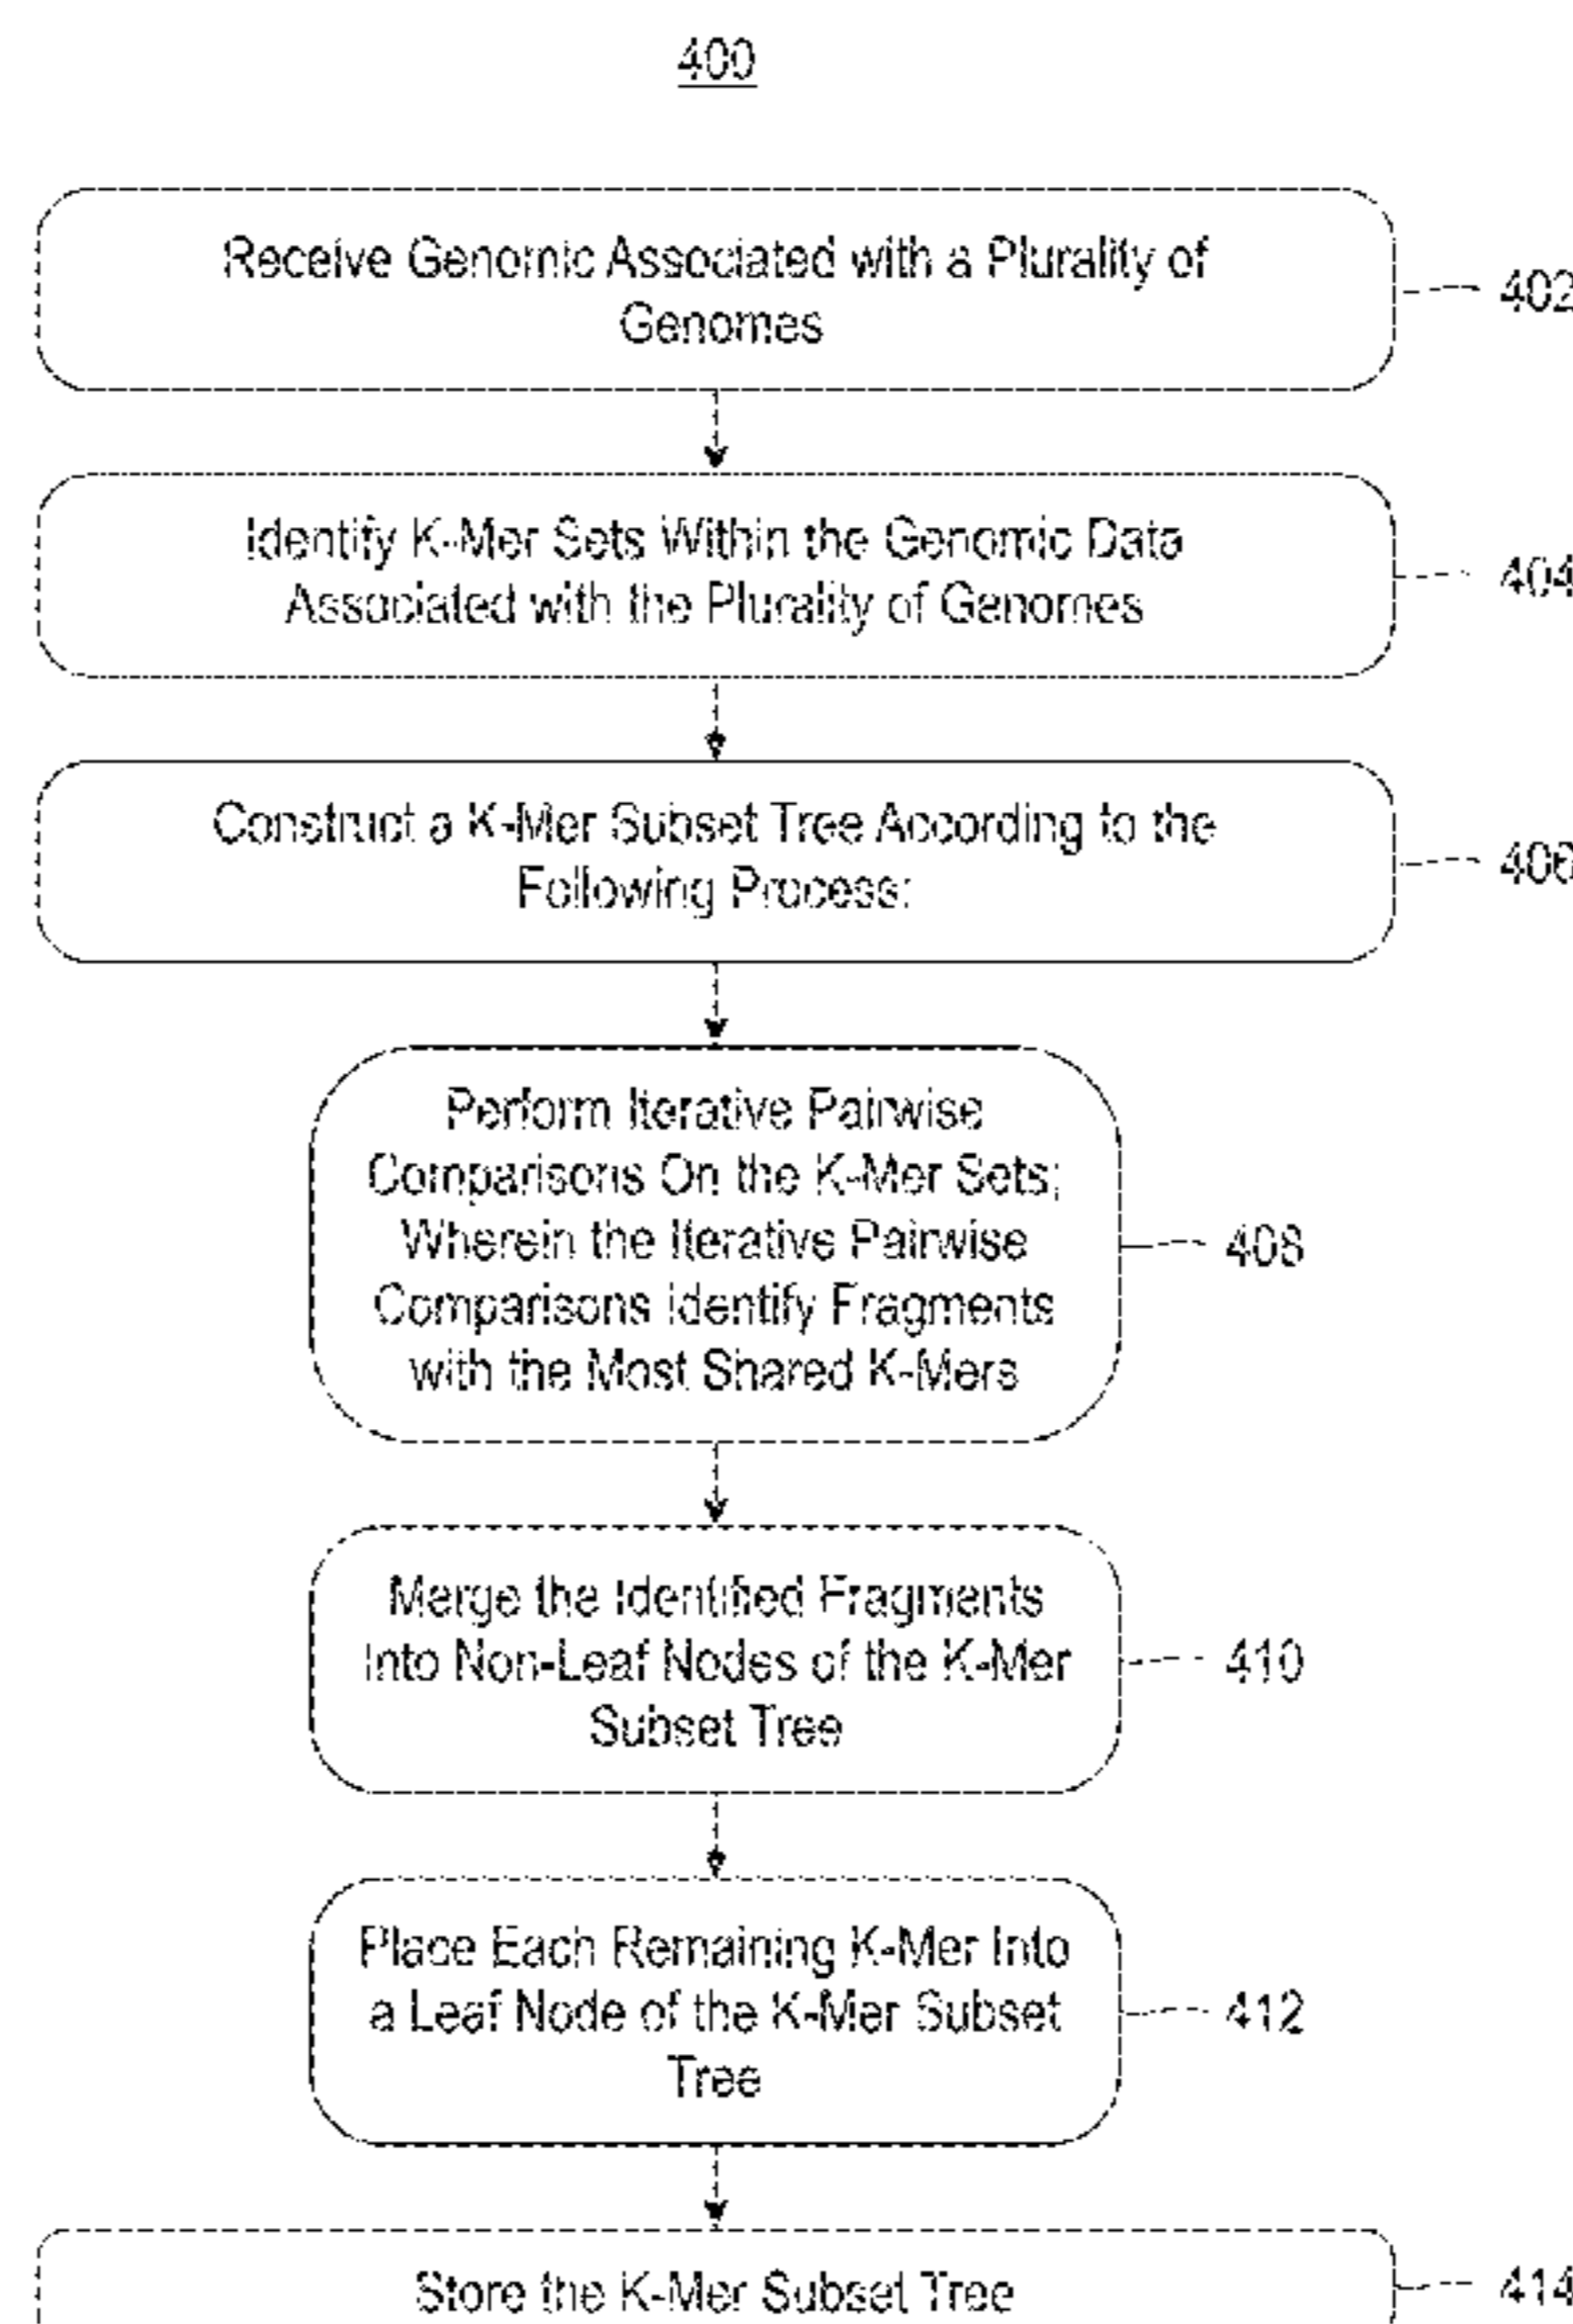 400
Receive Genomic Associated with a Plurality of
Genomes
402
Identify K-Mer Sets Within the Genomic Data
Associated with the Plurality of Genomes
404
Construct a K-Mer Subset Tree According to the
Following Process:
406
Perform Iterative Pairwise
Comparisons On the K-Mer Sets;
Wherein the Iterative Pairwise
Comparisons Identify Fragments
with the Most Shared K-Mers
408
Merge the Identified Fragments
Into Non-Leaf Nodes of the K-Mer
Subset Tree
410
Place Each Remaining K-Mer Into
a Leaf Node of the K-Mer Subset
Tree
412
Store the K-Mer Subset Tree
414